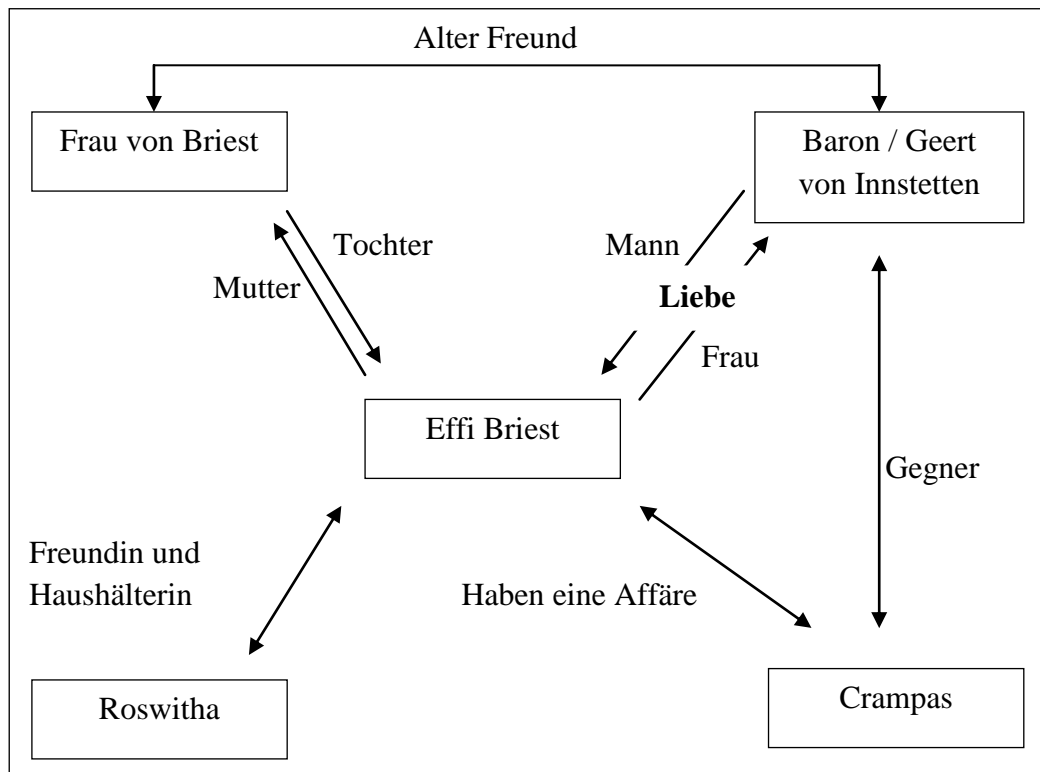 Alter Freund
Frau von Briest
Baron / Geert
von Innstetten
Tochter
Mutter
Mann
Liebe
Frau
Effi Briest
Gegner
Freundin und
Haushälterin
Haben eine Affäre
Roswitha
Crampas